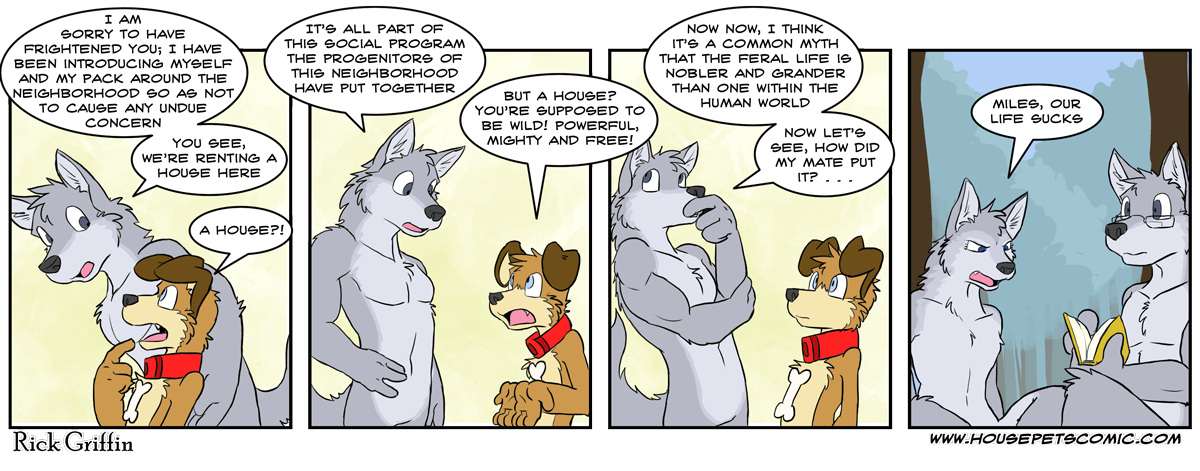 I AM
SORRY TO HAVE
FRIGHTENED YOU; I HAVE
BEEN INTRODUCING MYSELF
AND MY PACK AROUND THE
NEIGHBORHOOD SO AS NOT
TO CAUSE ANY UNDUE
CONCERN
YOU SEE,
WE'RE RENTING A
HOUSE HERE
A HOUSE?!
IT'S ALL PART OF
THIS SOCIAL PROGRAM
THE PROGENITORS OF
THIS NEIGHBORHOOD
HAVE PUT TOGETHER
BUT A HOUSE?
YOU'RE SUPPOSED TO
BE WILD! POWERFUL,
MIGHTY AND FREE!
NOW NOW, I THINK
IT'S A COMMON MYTH
THAT THE FERAL LIFE IS
NOBLER AND GRANDER
THAN ONE WITHIN THE
HUMAN WORLD
NOW LET'S
SEE, HOW DID
MY MATE PUT
IT? . . .
MILES, OUR
LIFE SUCKS
Rick Griffin
WWW.HOUSEPETSCOMIC.COM